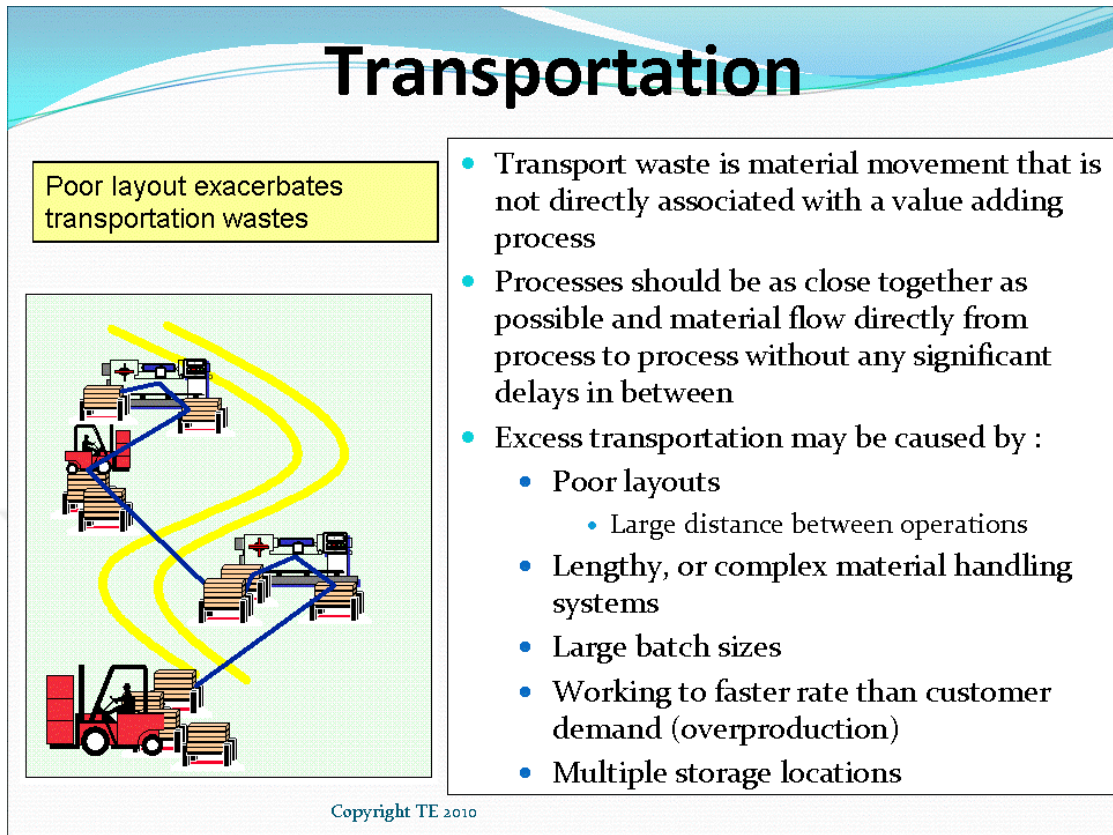 Transportation
Poor layout exacerbates
transportation wastes
Transport waste is material movement that is
not directly associated with a value adding
process
Processes should be as close together as
possible and material flow directly from
process to process without any significant
delays in between
Excess transportation may be caused by :
Poor layouts
Large distance between operations
Lengthy, or complex material handling
systems
Large batch sizes
Working to faster rate than customer
demand (overproduction)
Multiple storage locations
Copyright TE 2010